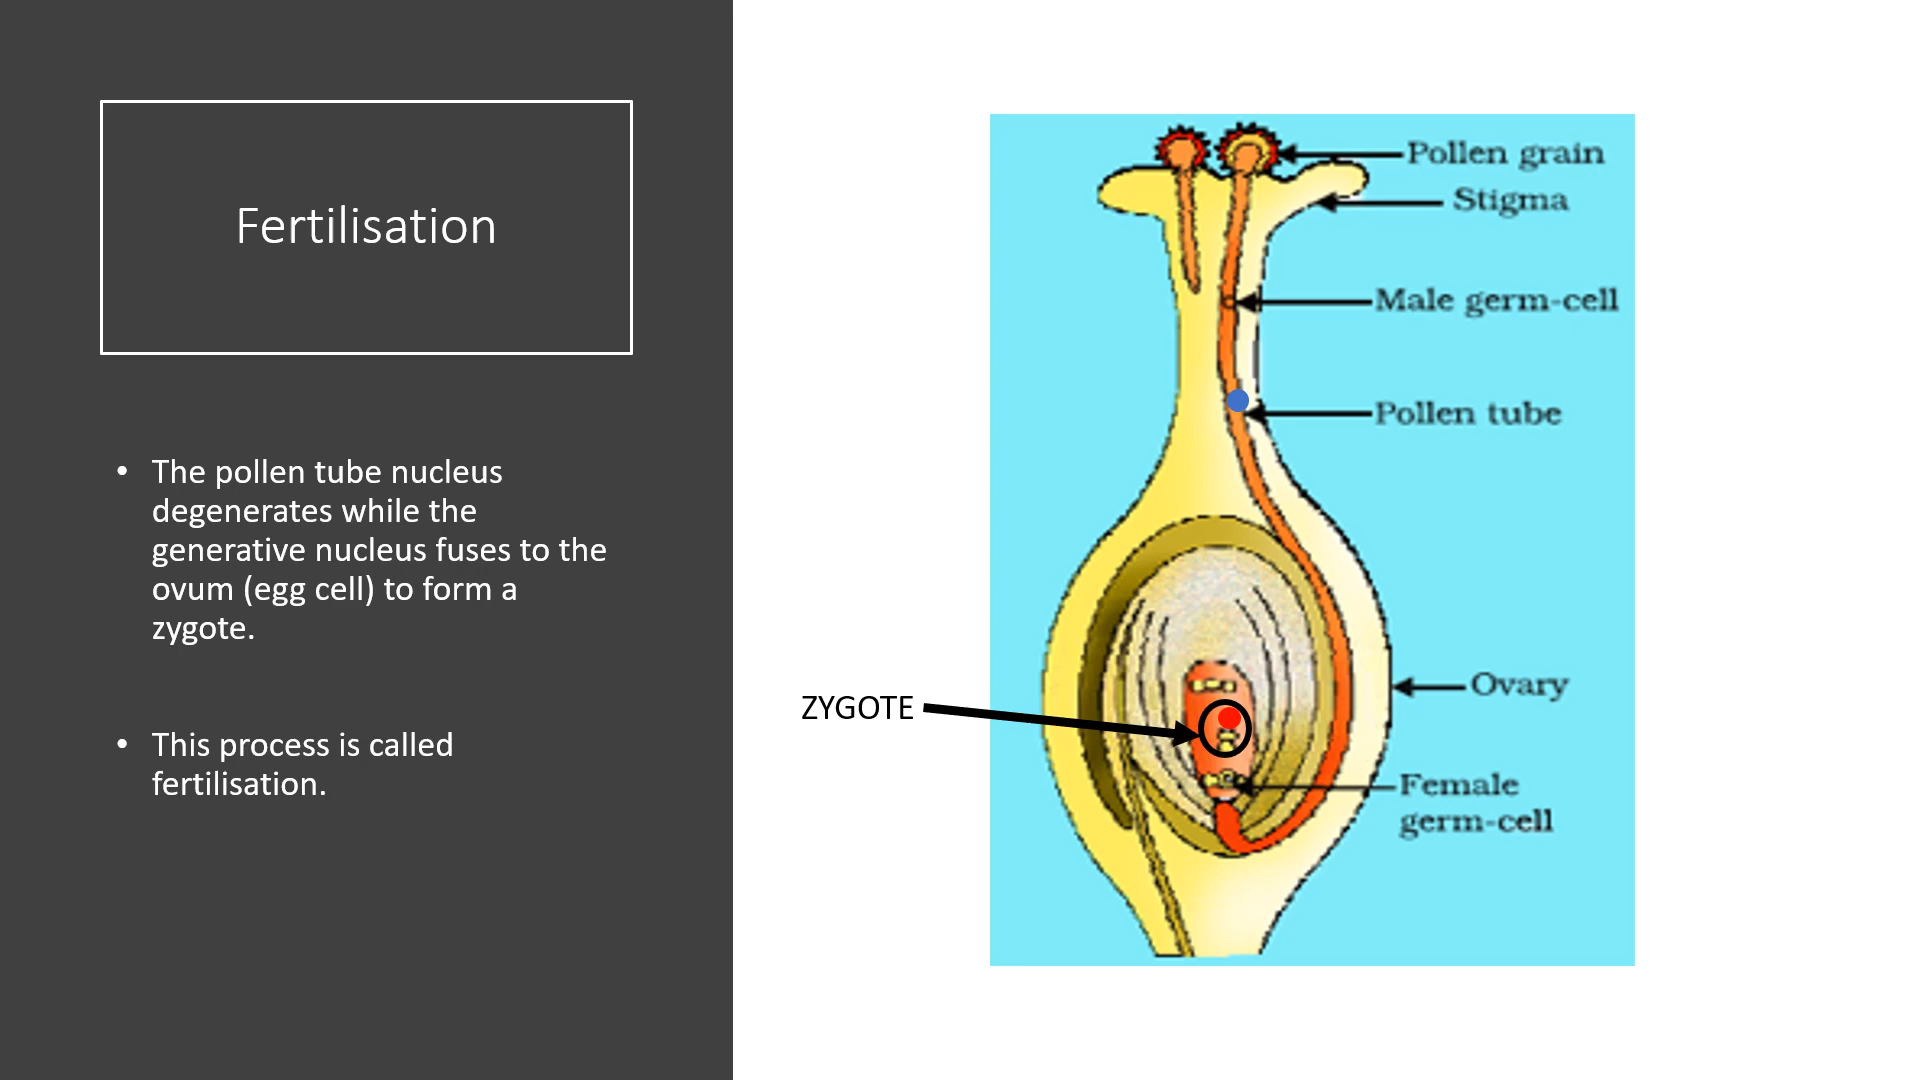 Fertilisation
• The pollen tube nucleus
degenerates while the
generative nucleus fuses to the
ovum (egg cell) to form a
zygote.
• This process is called
fertilisation.
Pollen grain
Stigma
Male germ-cell
Pollen tube
Ovary
ZYGOTE
Female
germ-cell